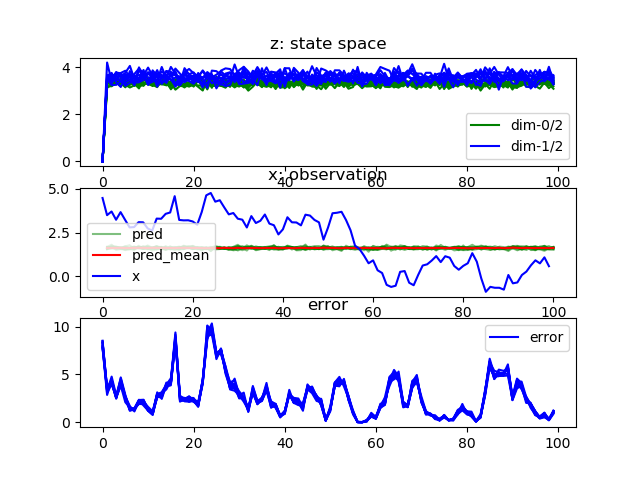 z: state space
4
2
0
dim-0/2
dim-1/2
0 20 40 60 80 100
x: observation
5.0
2.5
0.0
pred
pred_mean
x
0 20 40 60 80 100
error
10
5
0
error
0 20 40 60 80 100